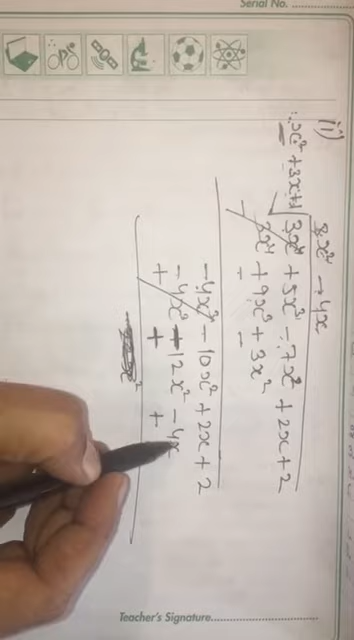 Serial No. ................
ii)
3x² - 4x
x² + 3x + 1 √ 3x⁴ + 5x³ - 7x² + 2x + 2
3x⁴ + 9x³ + 3x²
- - -
-4x³ - 10x² + 2x + 2
-4x³ - 12x² - 4x
+ + +
x²
Teacher's Signature................